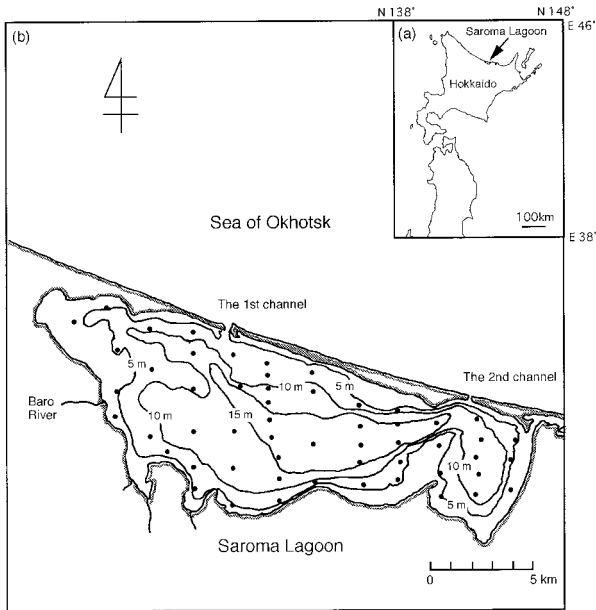 N 138°
N 148°
(b)
(a)
E 46°
Saroma Lagoon
Hokkaido
100km
E 38°
Sea of Okhotsk
The 1st channel
5 m
10 m
5 m
The 2nd channel
Baro
River
10 m
15 m
10 m
5 m
Saroma Lagoon
0
5 km